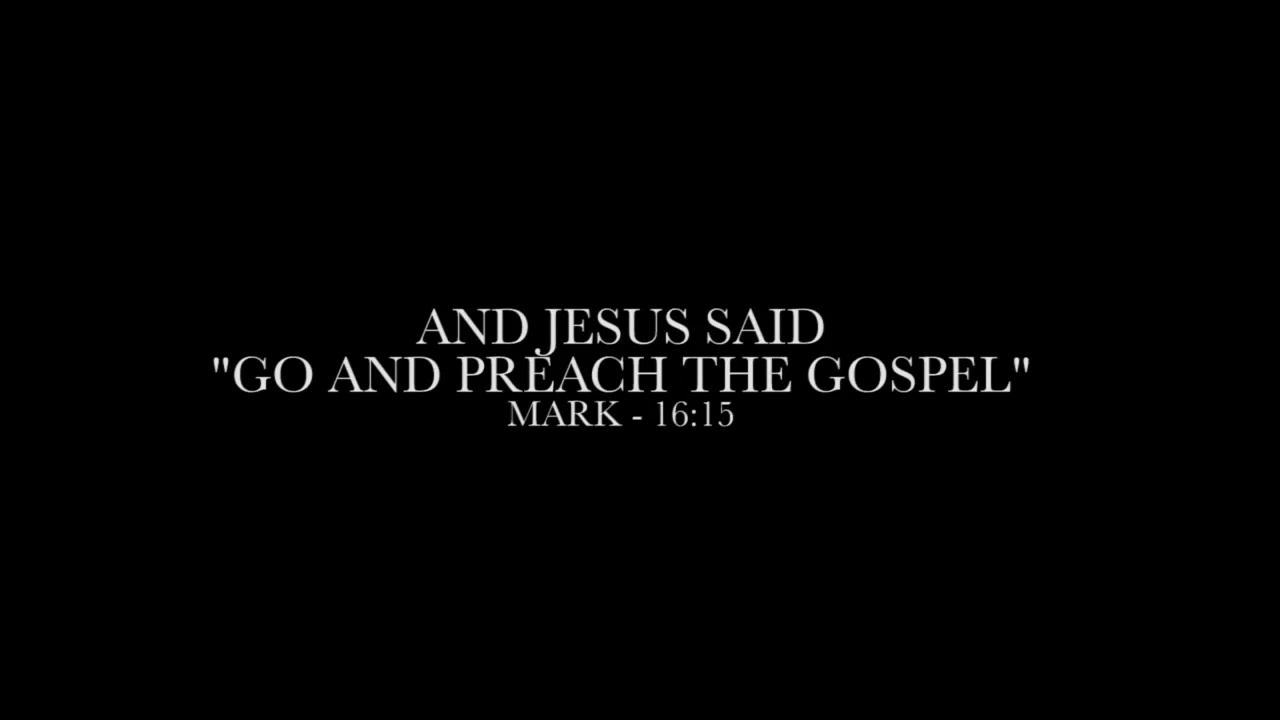 AND JESUS SAID
"GO AND PREACH THE GOSPEL"
MARK - 16:15